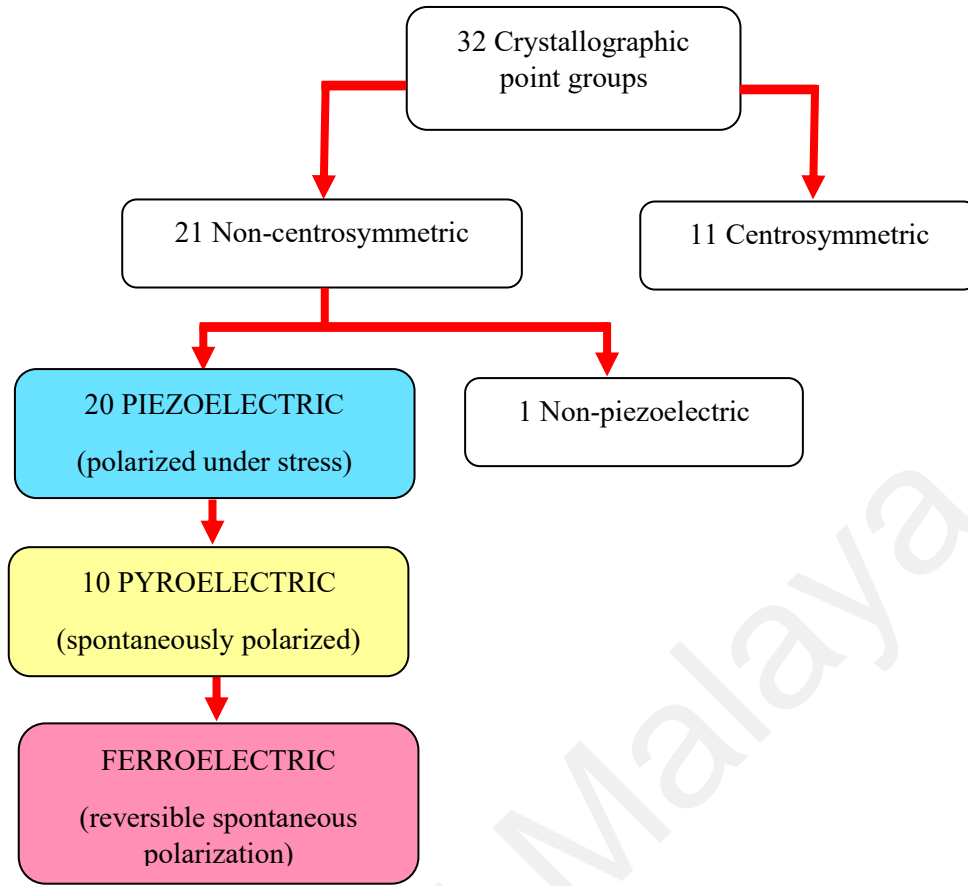 32 Crystallographic
point groups
21 Non-centrosymmetric
11 Centrosymmetric
20 PIEZOELECTRIC
(polarized under stress)
1 Non-piezoelectric
10 PYROELECTRIC
(spontaneously polarized)
FERROELECTRIC
(reversible spontaneous
polarization)
Malaya